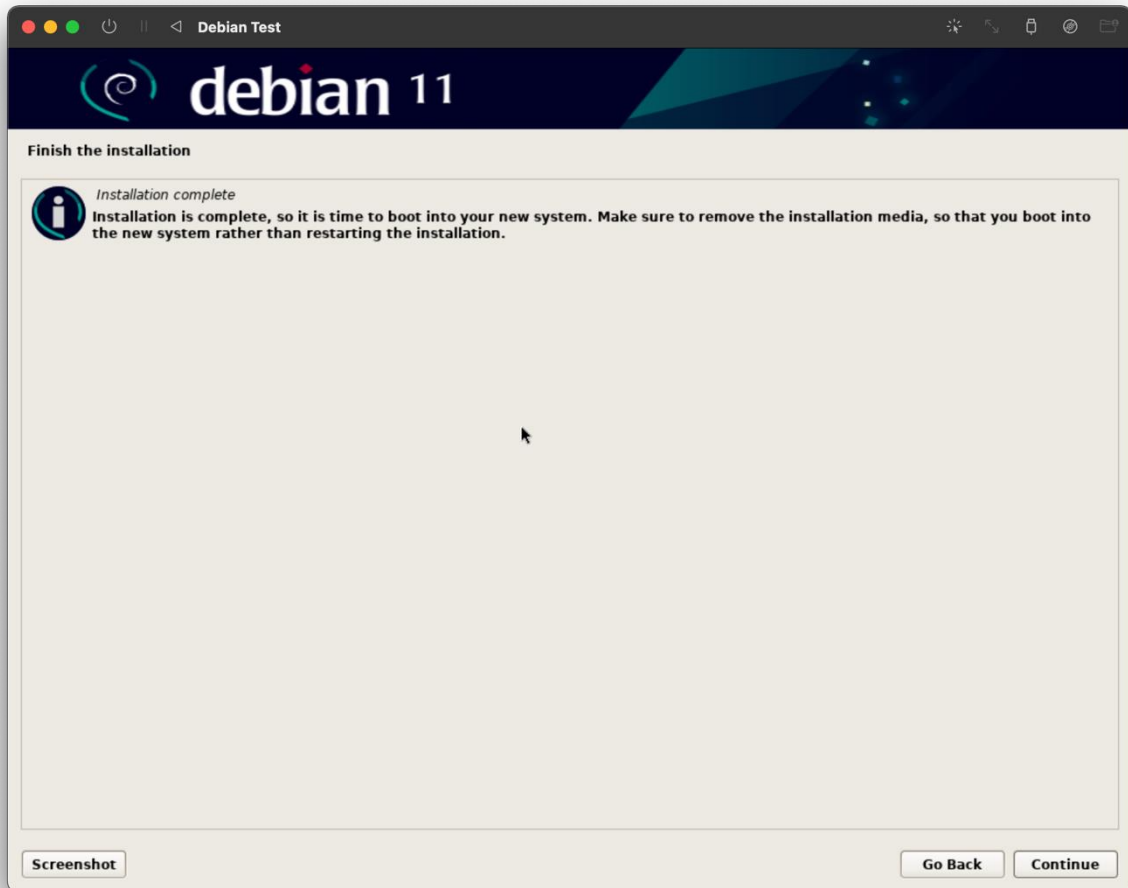 Debian Test
debian 11
Finish the installation
Installation complete
Installation is complete, so it is time to boot into your new system. Make sure to remove the installation media, so that you boot into
the new system rather than restarting the installation.
Screenshot
Go Back
Continue